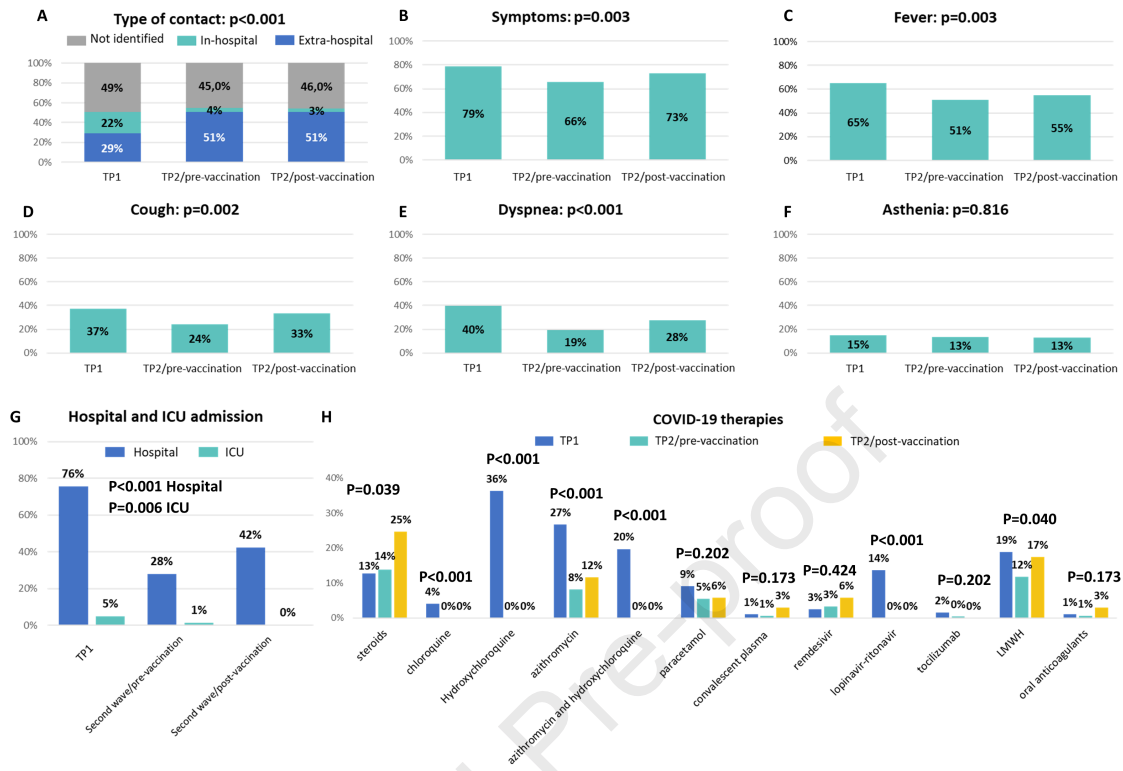 A
Type of contact: p<0.001
Not identified
In-hospital
Extra-hospital
100%
80%
60%
40%
20%
0%
49%
22%
29%
45,0%
4%
51%
46,0%
3%
51%
TP1
TP2/pre-vaccination
TP2/post-vaccination
B
Symptoms: p=0.003
100%
80%
60%
40%
20%
0%
79%
66%
73%
TP1
TP2/pre-vaccination
TP2/post-vaccination
C
Fever: p=0.003
100%
80%
60%
40%
20%
0%
65%
51%
55%
TP1
TP2/pre-vaccination
TP2/post-vaccination
D
Cough: p=0.002
100%
80%
60%
40%
20%
0%
37%
24%
33%
TP1
TP2/pre-vaccination
TP2/post-vaccination
E
Dyspnea: p<0.001
100%
80%
60%
40%
20%
0%
40%
19%
28%
TP1
TP2/pre-vaccination
TP2/post-vaccination
F
Asthenia: p=0.816
100%
80%
60%
40%
20%
0%
15%
13%
13%
TP1
TP2/pre-vaccination
TP2/post-vaccination
G
Hospital and ICU admission
Hospital
ICU
100%
80%
60%
40%
20%
0%
P<0.001 Hospital
P=0.006 ICU
76%
5%
28%
1%
42%
0%
TP1
Second wave/pre-vaccination
Second wave/post-vaccination
H
COVID-19 therapies
TP1
TP2/pre-vaccination
TP2/post-vaccination
40%
30%
20%
10%
0%
P=0.039
13%
14%
25%
steroids
P<0.001
4%
0%
0%
chloroquine
P<0.001
36%
0%
0%
Hydroxychloroquine
P<0.001
27%
8%
12%
azithromycin
P<0.001
20%
0%
0%
azithromycin and hydroxychloroquine
P=0.202
9%
5%
6%
paracetamol
P=0.173
1%
1%
3%
convalescent plasma
P=0.424
3%
3%
6%
remdesivir
P<0.001
14%
0%
0%
lopinavir-ritonavir
P=0.202
2%
0%
0%
tocilizumab
P=0.040
19%
12%
17%
LMWH
P=0.173
1%
1%
3%
oral anticoagulants
Pre-proof